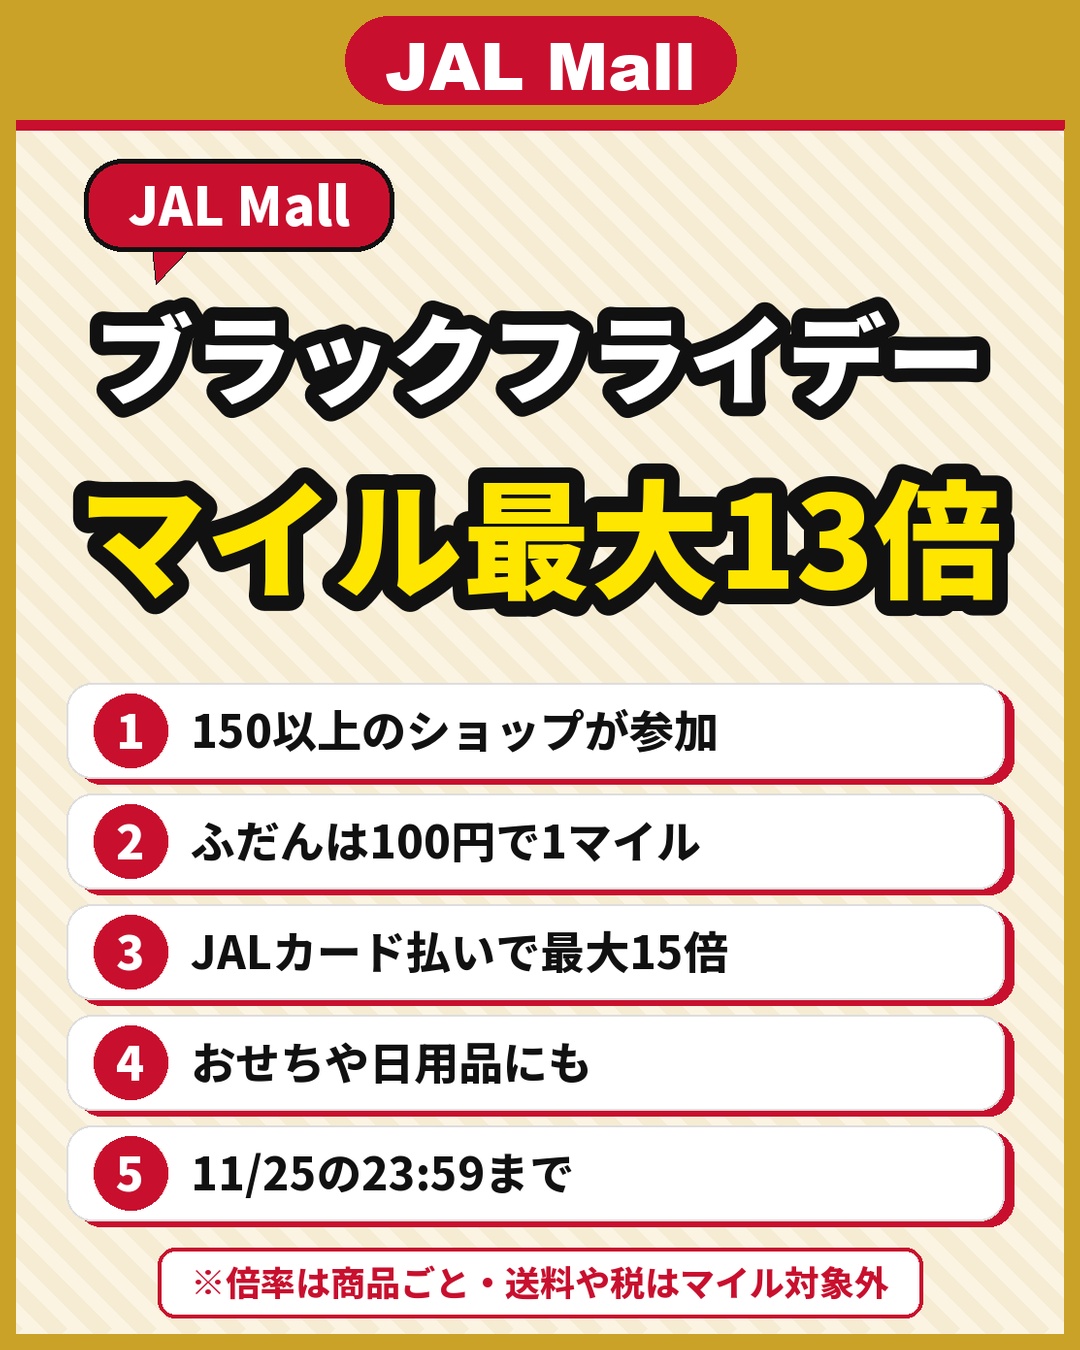 JAL Mall
JAL Mall
ブラックフライデー
マイル最大13倍
1 150以上のショップが参加
2 ふだんは100円で1マイル
3 JALカード払いで最大15倍
4 おせちや日用品にも
5 11/25の23:59まで
※倍率は商品ごと・送料や税はマイル対象外